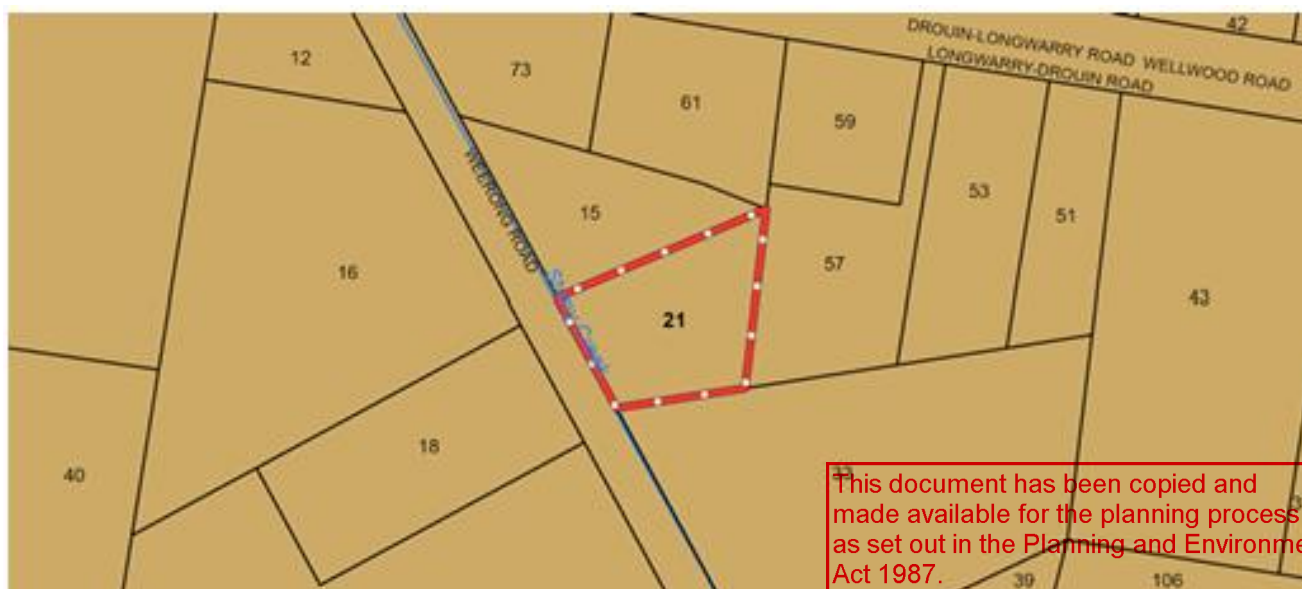 42
DROUIN-LONGWARRY ROAD WELLWOOD ROAD
LONGWARRY-DROUIN ROAD
12
73
61
59
53
51
WEERONG ROAD
15
16
57
21
43
18
40
This document has been copied and
made available for the planning process
as set out in the Planning and Environme
Act 1987.
39
106